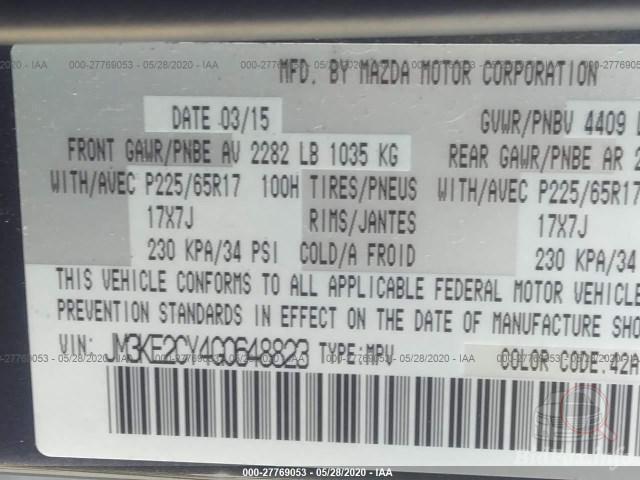 000-27769053 - 05/28/2020 - IAA
MFD. BY MAZDA MOTOR CORPORATION
DATE 03/15
GVWR/PNBV 4409
FRONT GAWR/PNBE AV 2282 LB 1035 KG
REAR GAWR/PNBE AR 2
WITH/AVEC P225/65R17 100H TIRES/PNEUS WITH/AVEC P225/65R17
17X7J RIMS/JANTES 17X7J
230 KPA/34 PSI COLD/A FROID 230 KPA/34
THIS VEHICLE CONFORMS TO ALL APPLICABLE FEDERAL MOTOR VEHICLE
PREVENTION STANDARDS IN EFFECT ON THE DATE OF MANUFACTURE SHO
VIN: JM3KE2CY4G0648823 TYPE:MPV COLOR CODE:42A
000-27769053 - 05/28/2020 - IAA